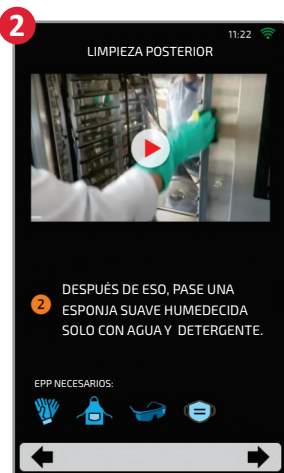 2
11:22
LIMPIEZA POSTERIOR
2
DESPUÉS DE ESO, PASE UNA
ESPONJA SUAVE HUMEDECIDA
SOLO CON AGUA Y DETERGENTE.
EPP NECESARIOS: